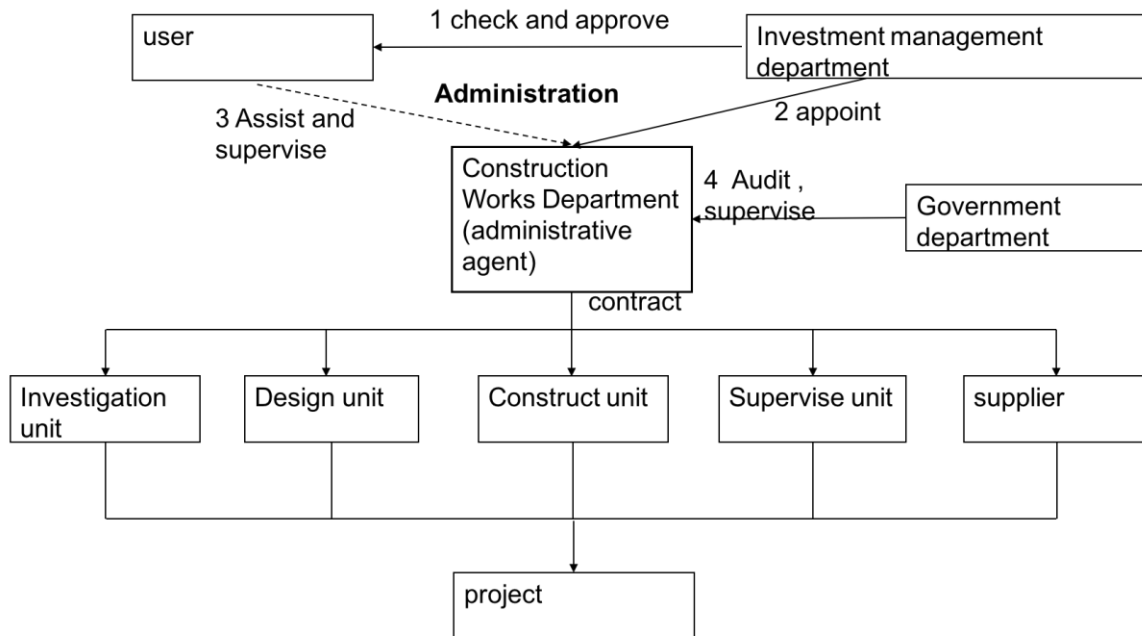 user
1 check and approve
Investment management
department
Administration
3 Assist and
supervise
2 appoint
Construction
Works Department
(administrative
agent)
4 Audit ,
supervise
Government
department
contract
Investigation
unit
Design unit
Construct unit
Supervise unit
supplier
project